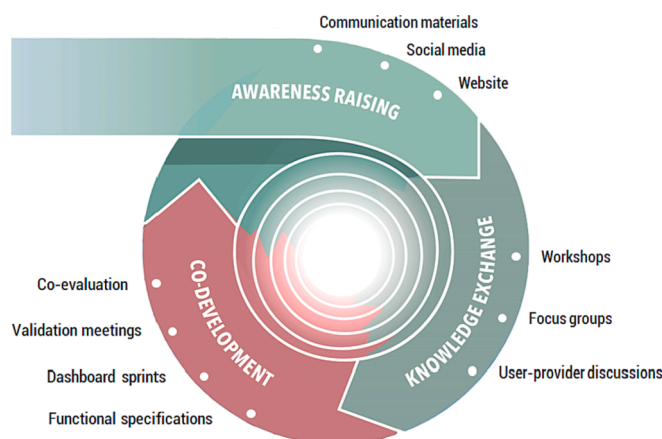 Communication materials
Social media
Website
AWARENESS RAISING
KNOWLEDGE EXCHANGE
Workshops
Focus groups
User-provider discussions
CO-DEVELOPMENT
Co-evaluation
Validation meetings
Dashboard sprints
Functional specifications